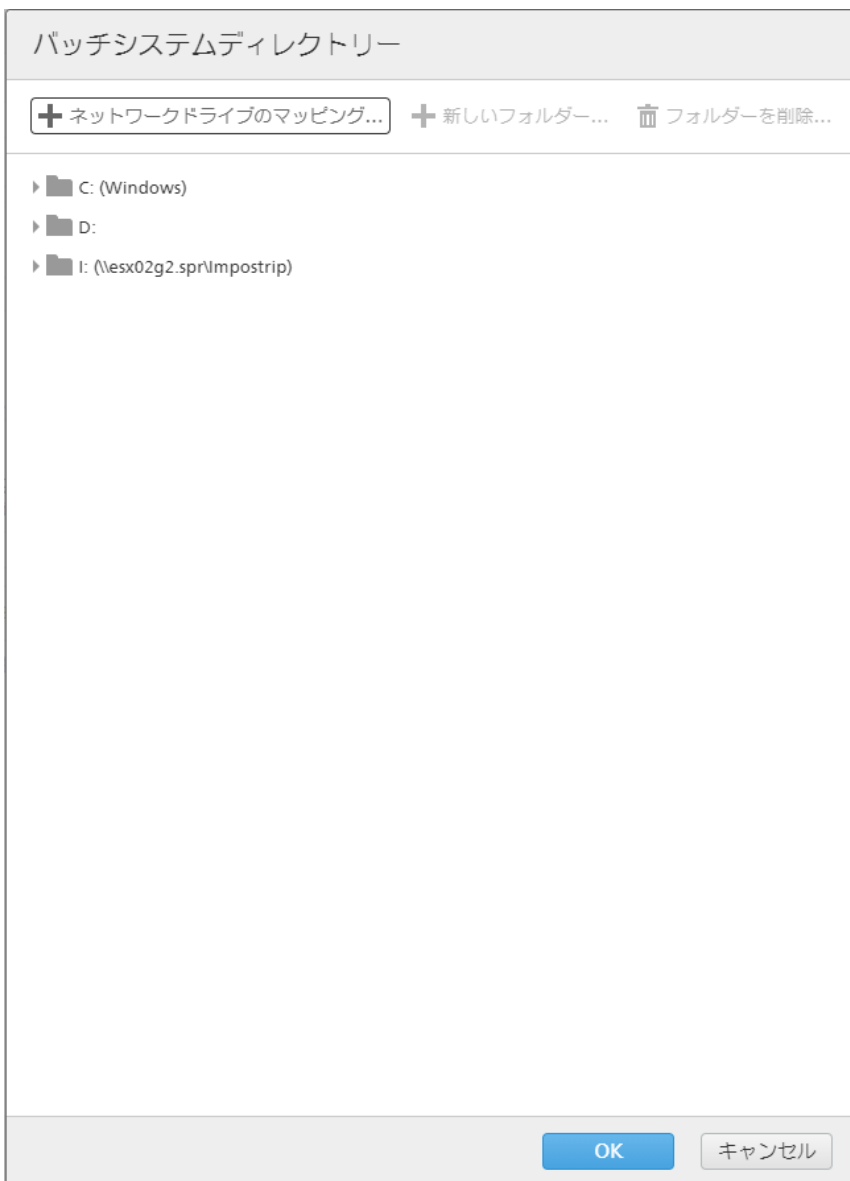 バッチシステムディレクトリー
ネットワークドライブのマッピング... 新しいフォルダー... フォルダーを削除...
C: (Windows)
D:
I: (\\esx02g2.spr\Impostrip)
OK キャンセル